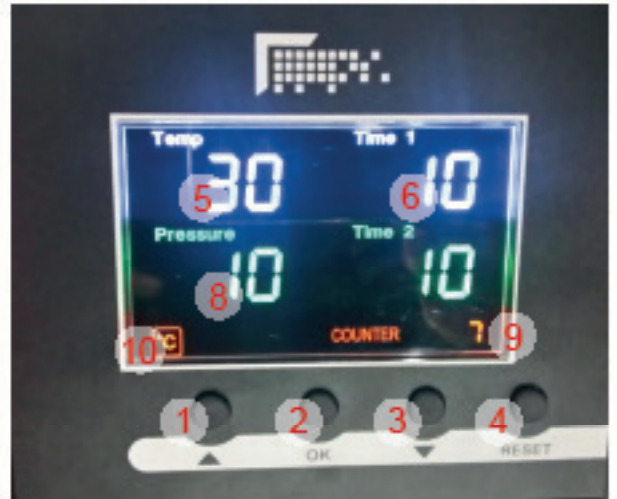 Temp Time 1
5 30 6 10
Pressure Time 2
8 10 10
10 °C COUNTER 7 9
1 2 3 4
▲ OK ▼ RESET